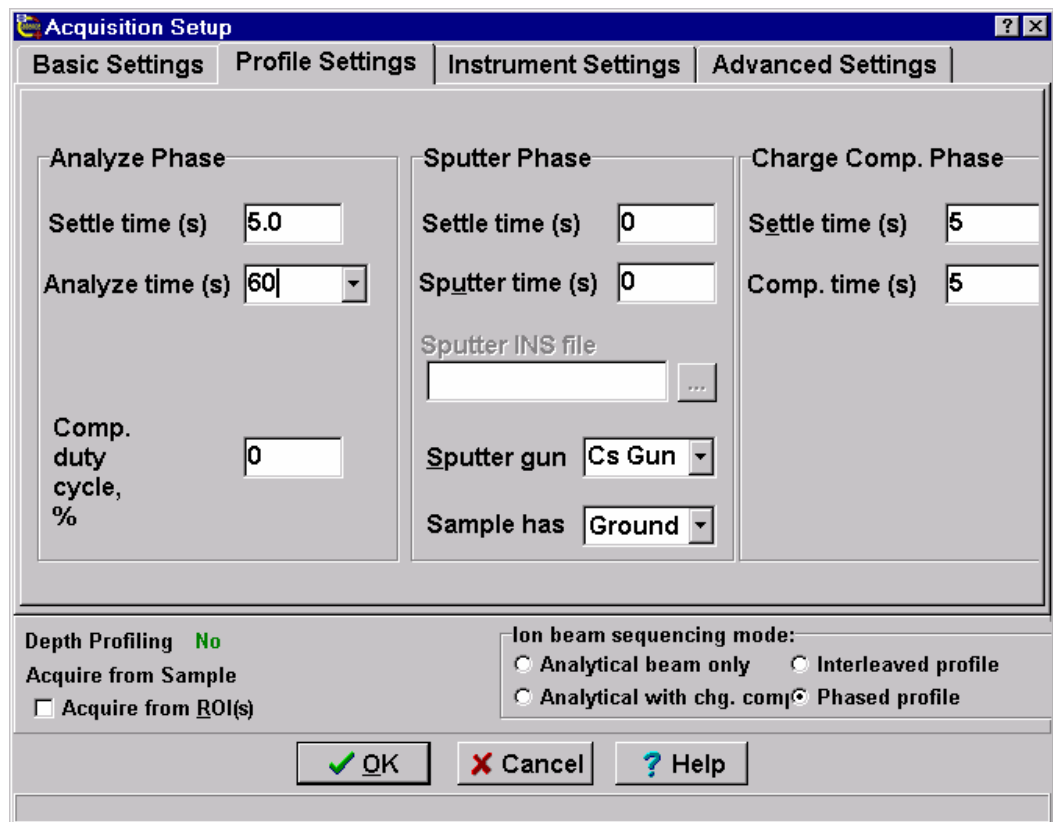 Acquisition Setup
Basic Settings
Profile Settings
Instrument Settings
Advanced Settings
Analyze Phase
Settle time (s) 5.0
Analyze time (s) 60
Comp.
duty
cycle,
%
0
Sputter Phase
Settle time (s) 0
Sputter time (s) 0
Sputter INS file
...
Sputter gun Cs Gun
Sample has Ground
Charge Comp. Phase
Settle time (s) 5
Comp. time (s) 5
Depth Profiling No
Acquire from Sample
Acquire from ROI(s)
Ion beam sequencing mode:
Analytical beam only
Interleaved profile
Analytical with chg. comp
Phased profile
OK
Cancel
? Help